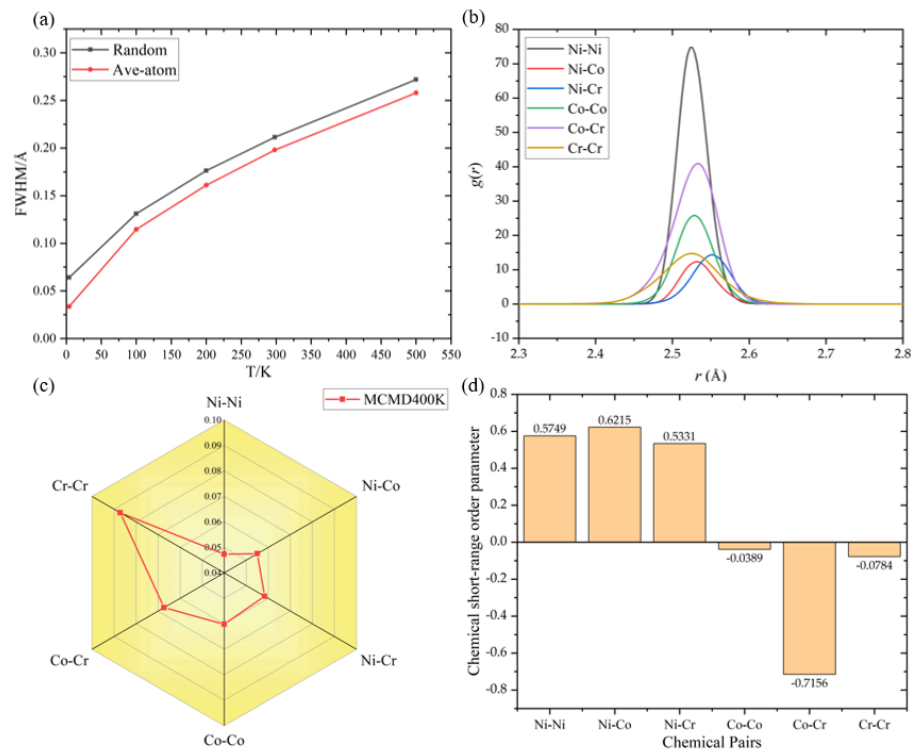 (a)
0.30
0.25
0.20
0.15
0.10
0.05
0.00
FWHM/Å
Random
Ave-atom
0 50 100 150 200 250 300 350 400 450 500 550
T/K
(b)
80
70
60
50
40
30
20
10
0
-10
g(r)
Ni-Ni
Ni-Co
Ni-Cr
Co-Co
Co-Cr
Cr-Cr
2.3 2.4 2.5 2.6 2.7 2.8
r (Å)
(c)
MCMD400K
Ni-Ni
0.10
0.09
0.08
0.07
0.06
0.05
0.04
Cr-Cr
Ni-Co
Co-Cr
Ni-Cr
Co-Co
(d)
0.8
0.6
0.4
0.2
0.0
-0.2
-0.4
-0.6
-0.8
Chemical short-range order parameter
0.5749
0.6215
0.5331
-0.0389
-0.7156
-0.0784
Ni-Ni Ni-Co Ni-Cr Co-Co Co-Cr Cr-Cr
Chemical Pairs